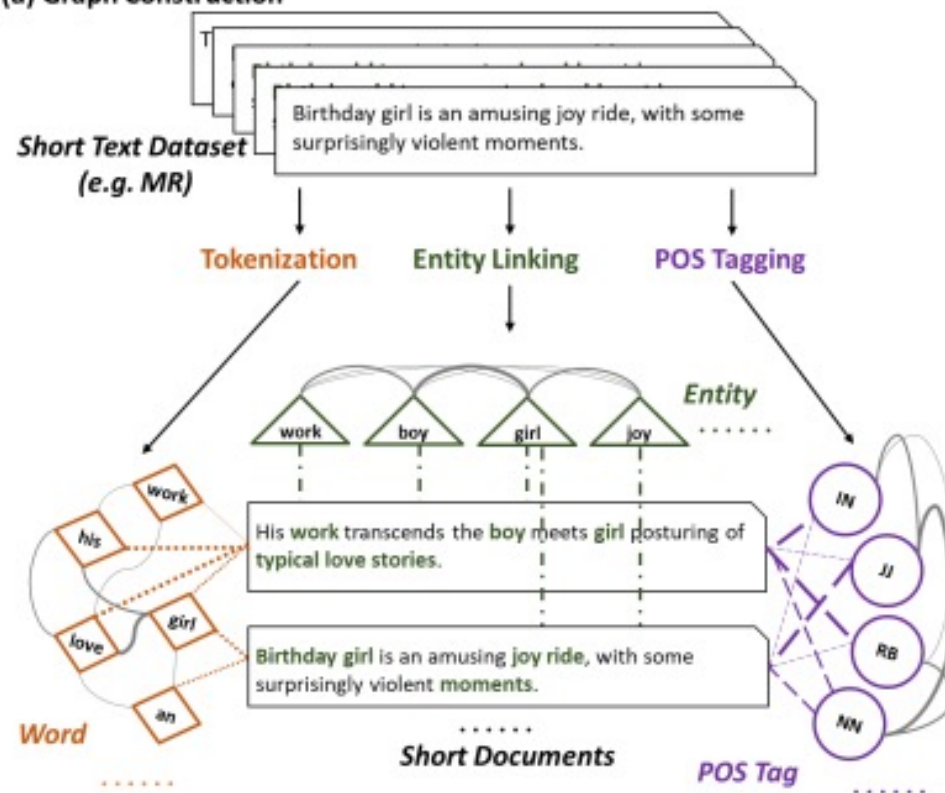 (a) Graph Construction
T
Birthday girl is an amusing joy ride, with some
surprisingly violent moments.
Short Text Dataset
(e.g. MR)
Tokenization
Entity Linking
POS Tagging
Entity
......
work
boy
girl
joy
work
his
love
girl
an
His work transcends the boy meets girl posturing of
typical love stories.
Birthday girl is an amusing joy ride, with some
surprisingly violent moments.
IN
JJ
RB
NN
Word
......
......
Short Documents
POS Tag
......